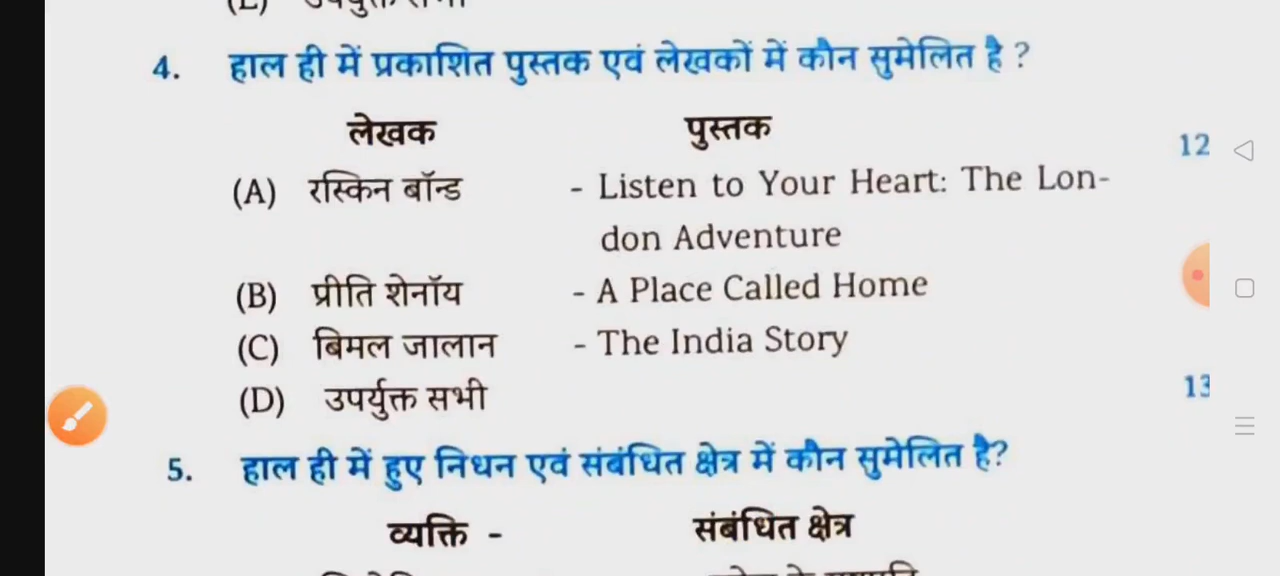 4. हाल ही में प्रकाशित पुस्तक एवं लेखकों में कौन सुमेलित है ?
लेखक पुस्तक
12
(A) रस्किन बॉन्ड - Listen to Your Heart: The Lon-
don Adventure
(B) प्रीति शेनॉय - A Place Called Home
(C) बिमल जालान - The India Story
(D) उपर्युक्त सभी
13
5. हाल ही में हुए निधन एवं संबंधित क्षेत्र में कौन सुमेलित है?
व्यक्ति - संबंधित क्षेत्र